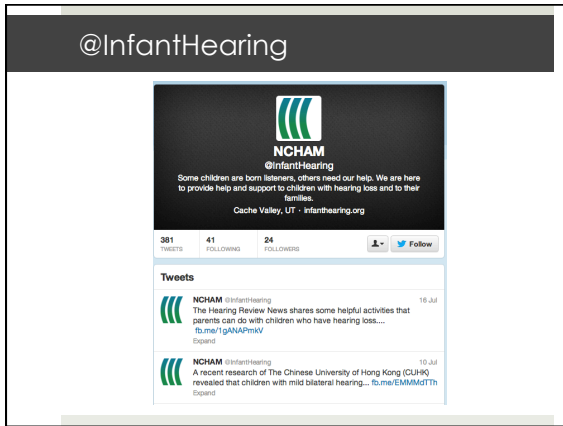 @InfantHearing
NCHAM
@InfantHearing
Some children are born listeners, others need our help. We are here
to provide help and support to children with hearing loss and to their
families.
Cache Valley, UT · infanthearing.org
381 41 24
TWEETS FOLLOWING FOLLOWERS
Follow
Tweets
NCHAM @InfantHearing 16 Jul
The Hearing Review News shares some helpful activities that
parents can do with children who have hearing loss....
fb.me/1gANAPmkV
Expand
NCHAM @InfantHearing 10 Jul
A recent research of The Chinese University of Hong Kong (CUHK)
revealed that children with mild bilateral hearing... fb.me/EMMMdTTh
Expand